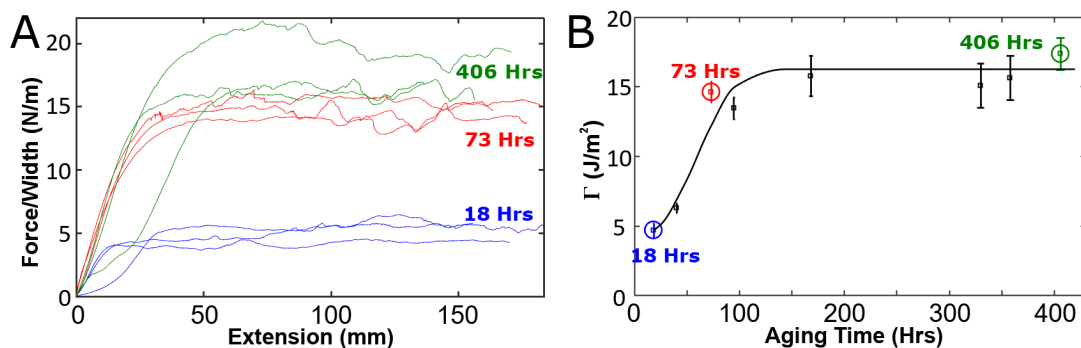 A
Force/Width (N/m)
20
15
10
5
0
406 Hrs
73 Hrs
18 Hrs
0
50
100
150
Extension (mm)
B
Γ (J/m²)
20
15
10
5
0
73 Hrs
406 Hrs
18 Hrs
0
100
200
300
400
Aging Time (Hrs)